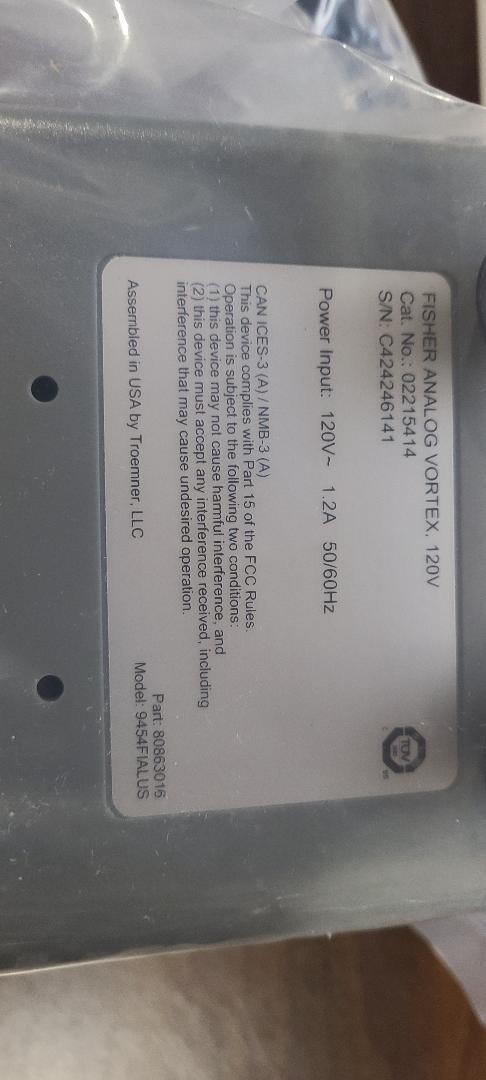 FISHER ANALOG VORTEX, 120V
Cat. No.: 02215414
S/N: C424246141
TUV
Power Input: 120V~ 1.2A 50/60Hz
CAN ICES-3 (A) / NMB-3 (A)
This device complies with Part 15 of the FCC Rules.
Operation is subject to the following two conditions:
(1) this device may not cause harmful interference, and
(2) this device must accept any interference received, including
interference that may cause undesired operation.
Assembled in USA by Troemner, LLC
Part: 80863016
Model: 9454FIALUS